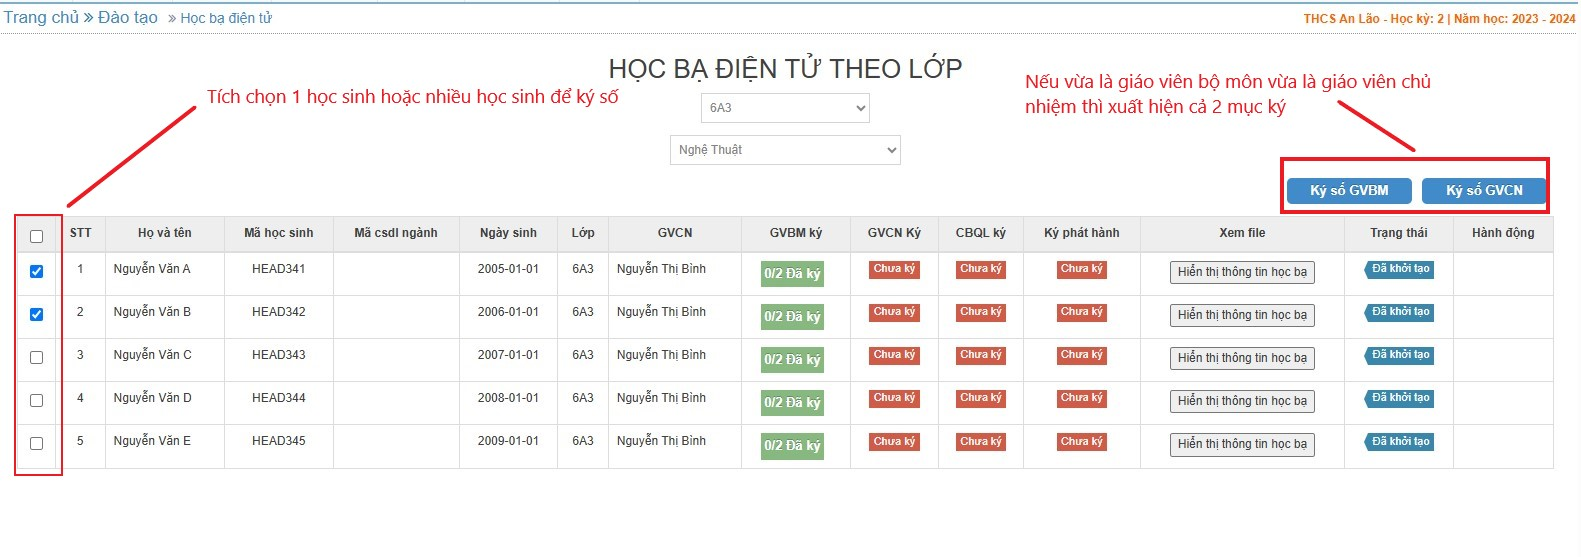 Trang chủ » Đào tạo » Học bạ điện tử
THCS An Lão - Học kỳ: 2 | Năm học: 2023 - 2024
HỌC BẠ ĐIỆN TỬ THEO LỚP
Tích chọn 1 học sinh hoặc nhiều học sinh để ký số
Nếu vừa là giáo viên bộ môn vừa là giáo viên chủ
nhiệm thì xuất hiện cả 2 mục ký
6A3
Nghệ Thuật
Ký số GVBM Ký số GVCN
STT Họ và tên Mã học sinh Mã csdl ngành Ngày sinh Lớp GVCN GVBM ký GVCN Ký CBQL ký Ký phát hành Xem file Trạng thái Hành động
1 Nguyễn Văn A HEAD341 2005-01-01 6A3 Nguyễn Thị Bình 0/2 Đã ký Chưa ký Chưa ký Chưa ký Hiển thị thông tin học bạ Đã khởi tạo
2 Nguyễn Văn B HEAD342 2006-01-01 6A3 Nguyễn Thị Bình 0/2 Đã ký Chưa ký Chưa ký Chưa ký Hiển thị thông tin học bạ Đã khởi tạo
3 Nguyễn Văn C HEAD343 2007-01-01 6A3 Nguyễn Thị Bình 0/2 Đã ký Chưa ký Chưa ký Chưa ký Hiển thị thông tin học bạ Đã khởi tạo
4 Nguyễn Văn D HEAD344 2008-01-01 6A3 Nguyễn Thị Bình 0/2 Đã ký Chưa ký Chưa ký Chưa ký Hiển thị thông tin học bạ Đã khởi tạo
5 Nguyễn Văn E HEAD345 2009-01-01 6A3 Nguyễn Thị Bình 0/2 Đã ký Chưa ký Chưa ký Chưa ký Hiển thị thông tin học bạ Đã khởi tạo